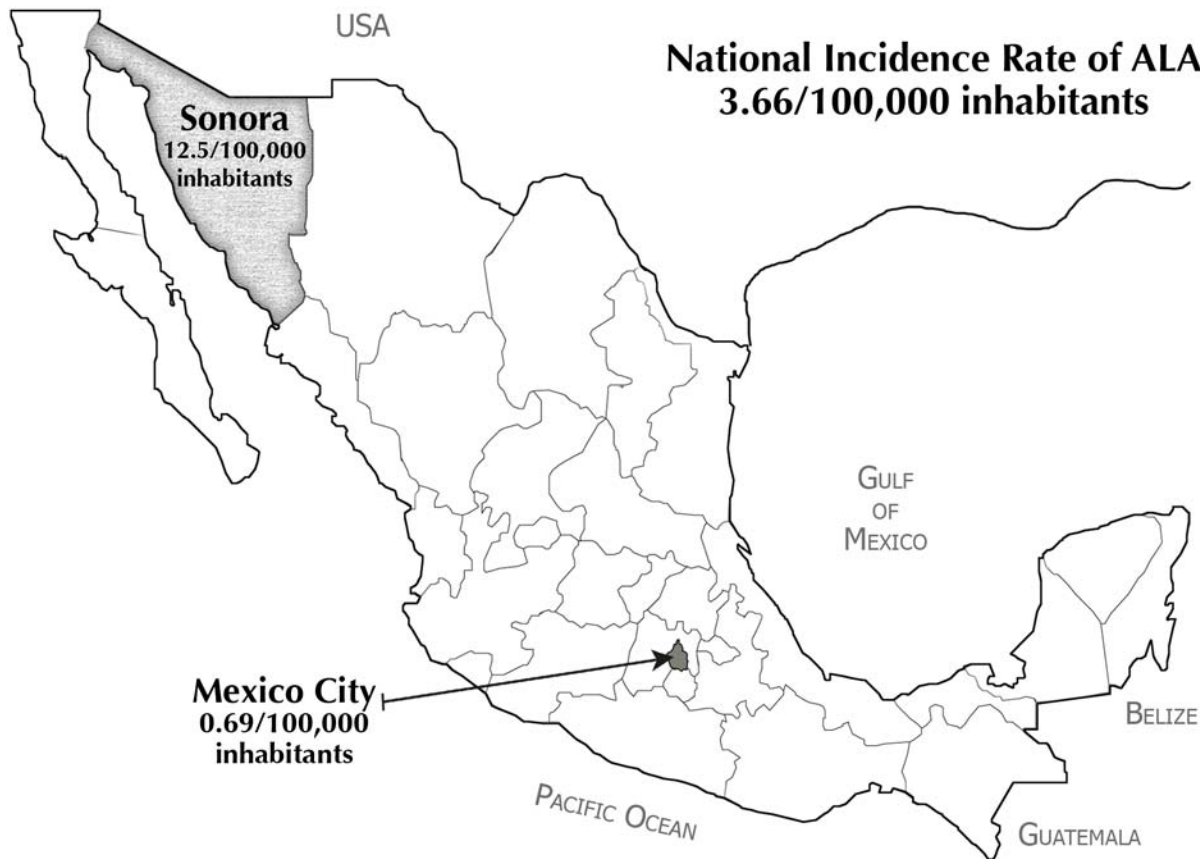 USA
National Incidence Rate of ALA
3.66/100,000 inhabitants
Sonora
12.5/100,000
inhabitants
GULF
OF
MEXICO
Mexico City
0.69/100,000
inhabitants
BELIZE
PACIFIC OCEAN
GUATEMALA